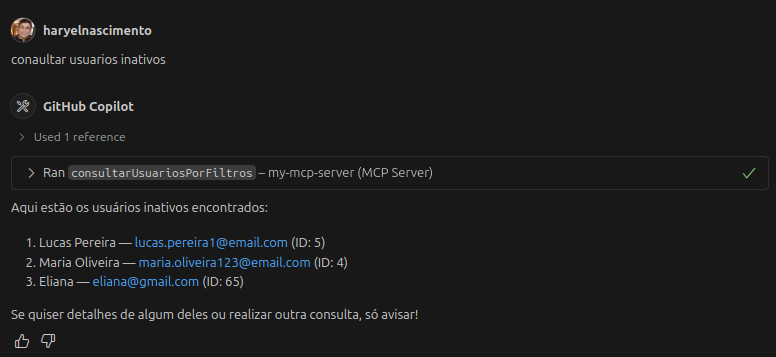 haryelnascimento
conaultar usuarios inativos
GitHub Copilot
Used 1 reference
Ran consultarUsuariosPorFiltros – my-mcp-server (MCP Server)
Aqui estão os usuários inativos encontrados:
1. Lucas Pereira — lucas.pereira1@email.com (ID: 5)
2. Maria Oliveira — maria.oliveira123@email.com (ID: 4)
3. Eliana — eliana@gmail.com (ID: 65)
Se quiser detalhes de algum deles ou realizar outra consulta, só avisar!